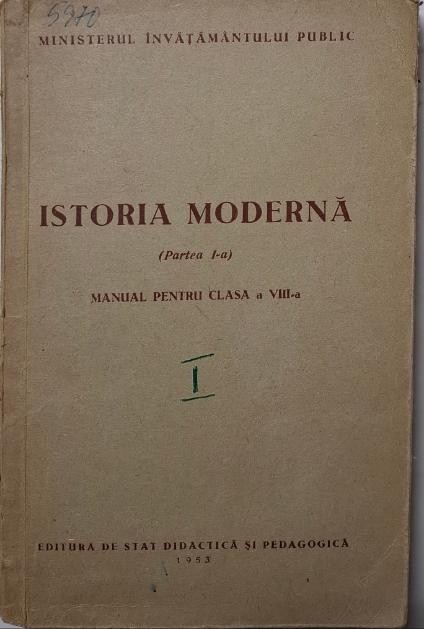 5970
MINISTERUL ÎNVĂȚĂMÂNTULUI PUBLIC
ISTORIA MODERNĂ
(Partea I-a)
MANUAL PENTRU CLASA a VIII-a
I
EDITURA DE STAT DIDACTICĂ ȘI PEDAGOGICĂ
1953